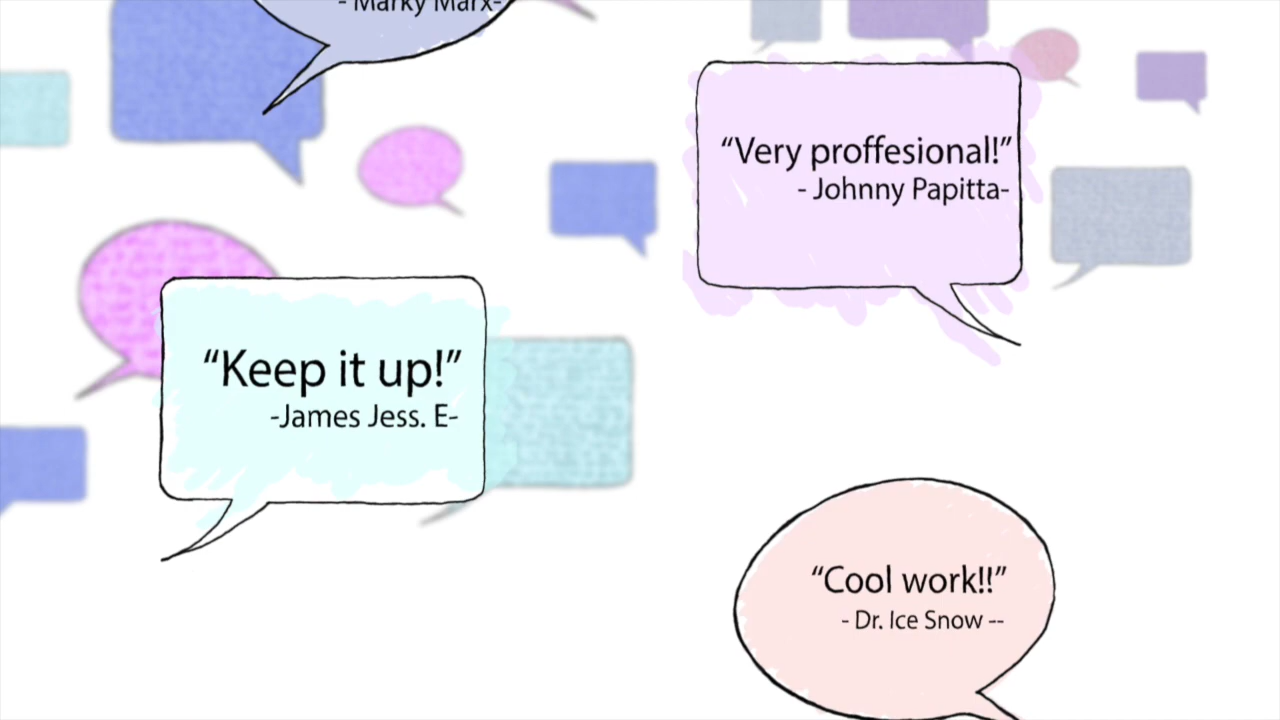 - Marky Marx-
“Very proffesional!”
- Johnny Papitta-
“Keep it up!”
-James Jess. E-
“Cool work!!”
- Dr. Ice Snow --